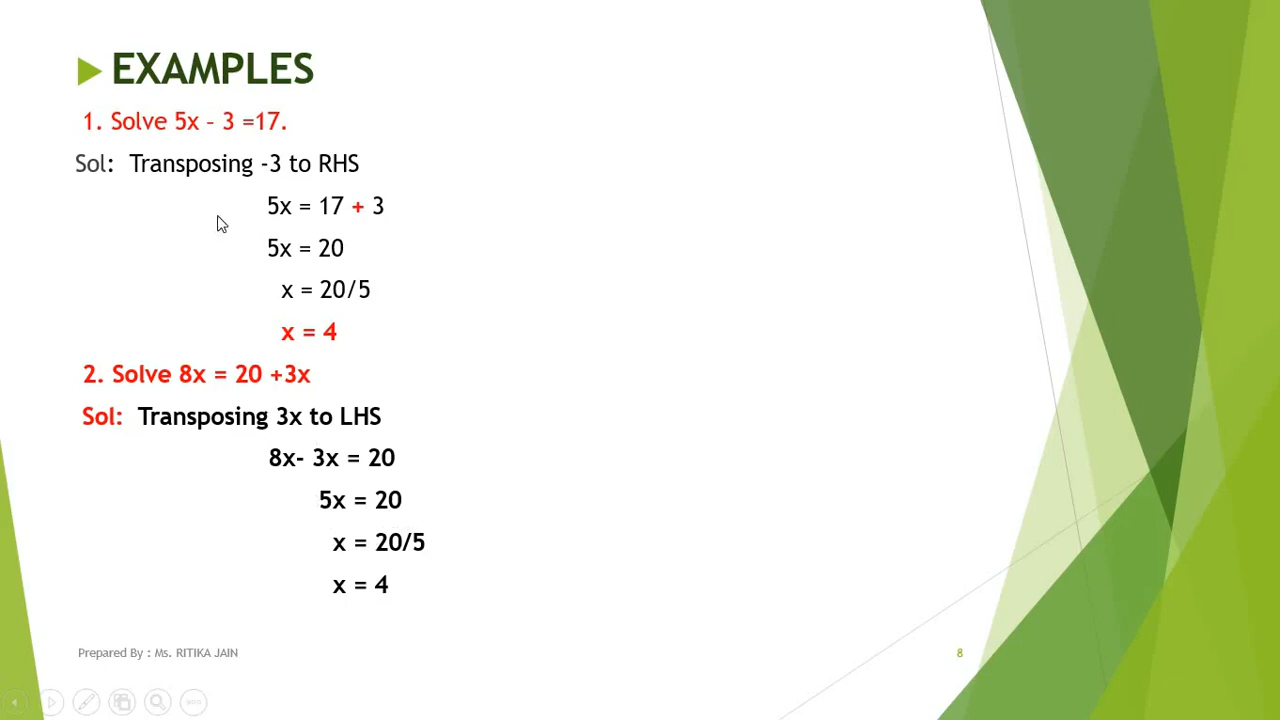 EXAMPLES
1. Solve 5x – 3 =17.
Sol:  Transposing -3 to RHS
5x = 17 + 3
5x = 20
x = 20/5
x = 4
2. Solve 8x = 20 +3x
Sol:  Transposing 3x to LHS
8x- 3x = 20
5x = 20
x = 20/5
x = 4
Prepared By : Ms. RITIKA JAIN
8